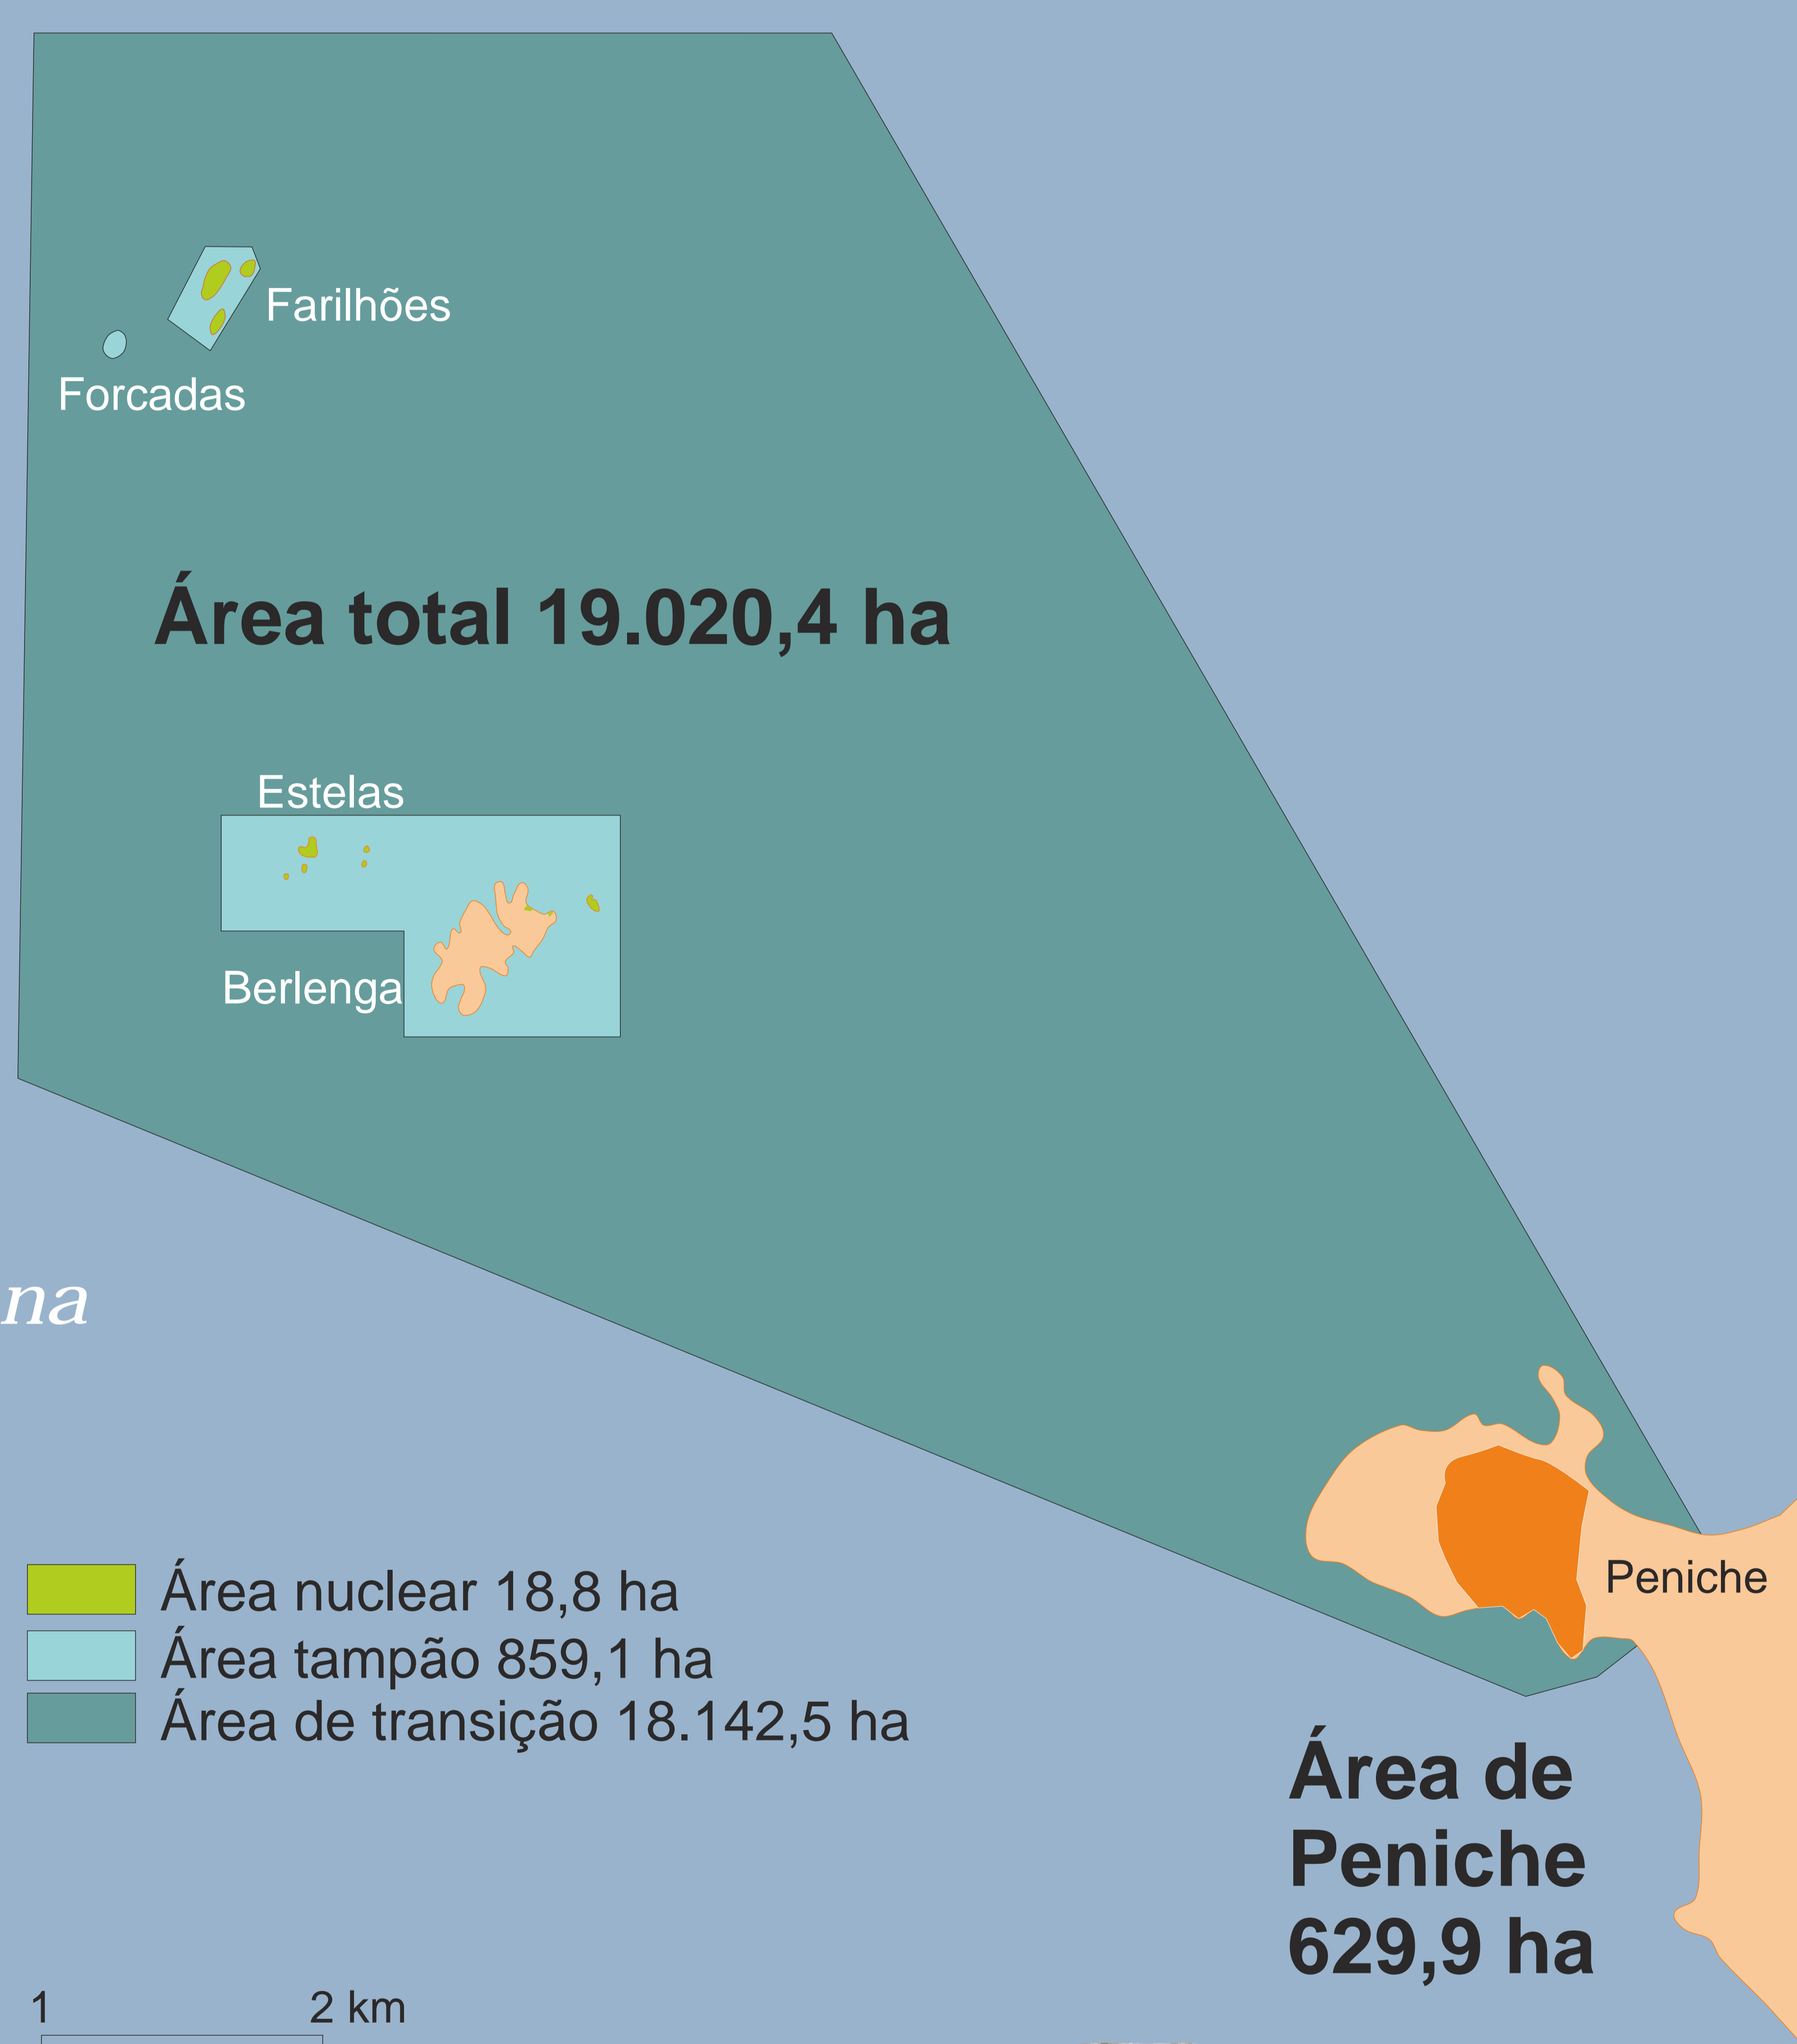 Farilhões
Forcadas
Área total 19.020,4 ha
Estelas
Berlenga
na
Peniche
Área nuclear 18,8 ha
Área tampão 859,1 ha
Área de transição 18.142,5 ha
Área de
Peniche
629,9 ha
1 2 km